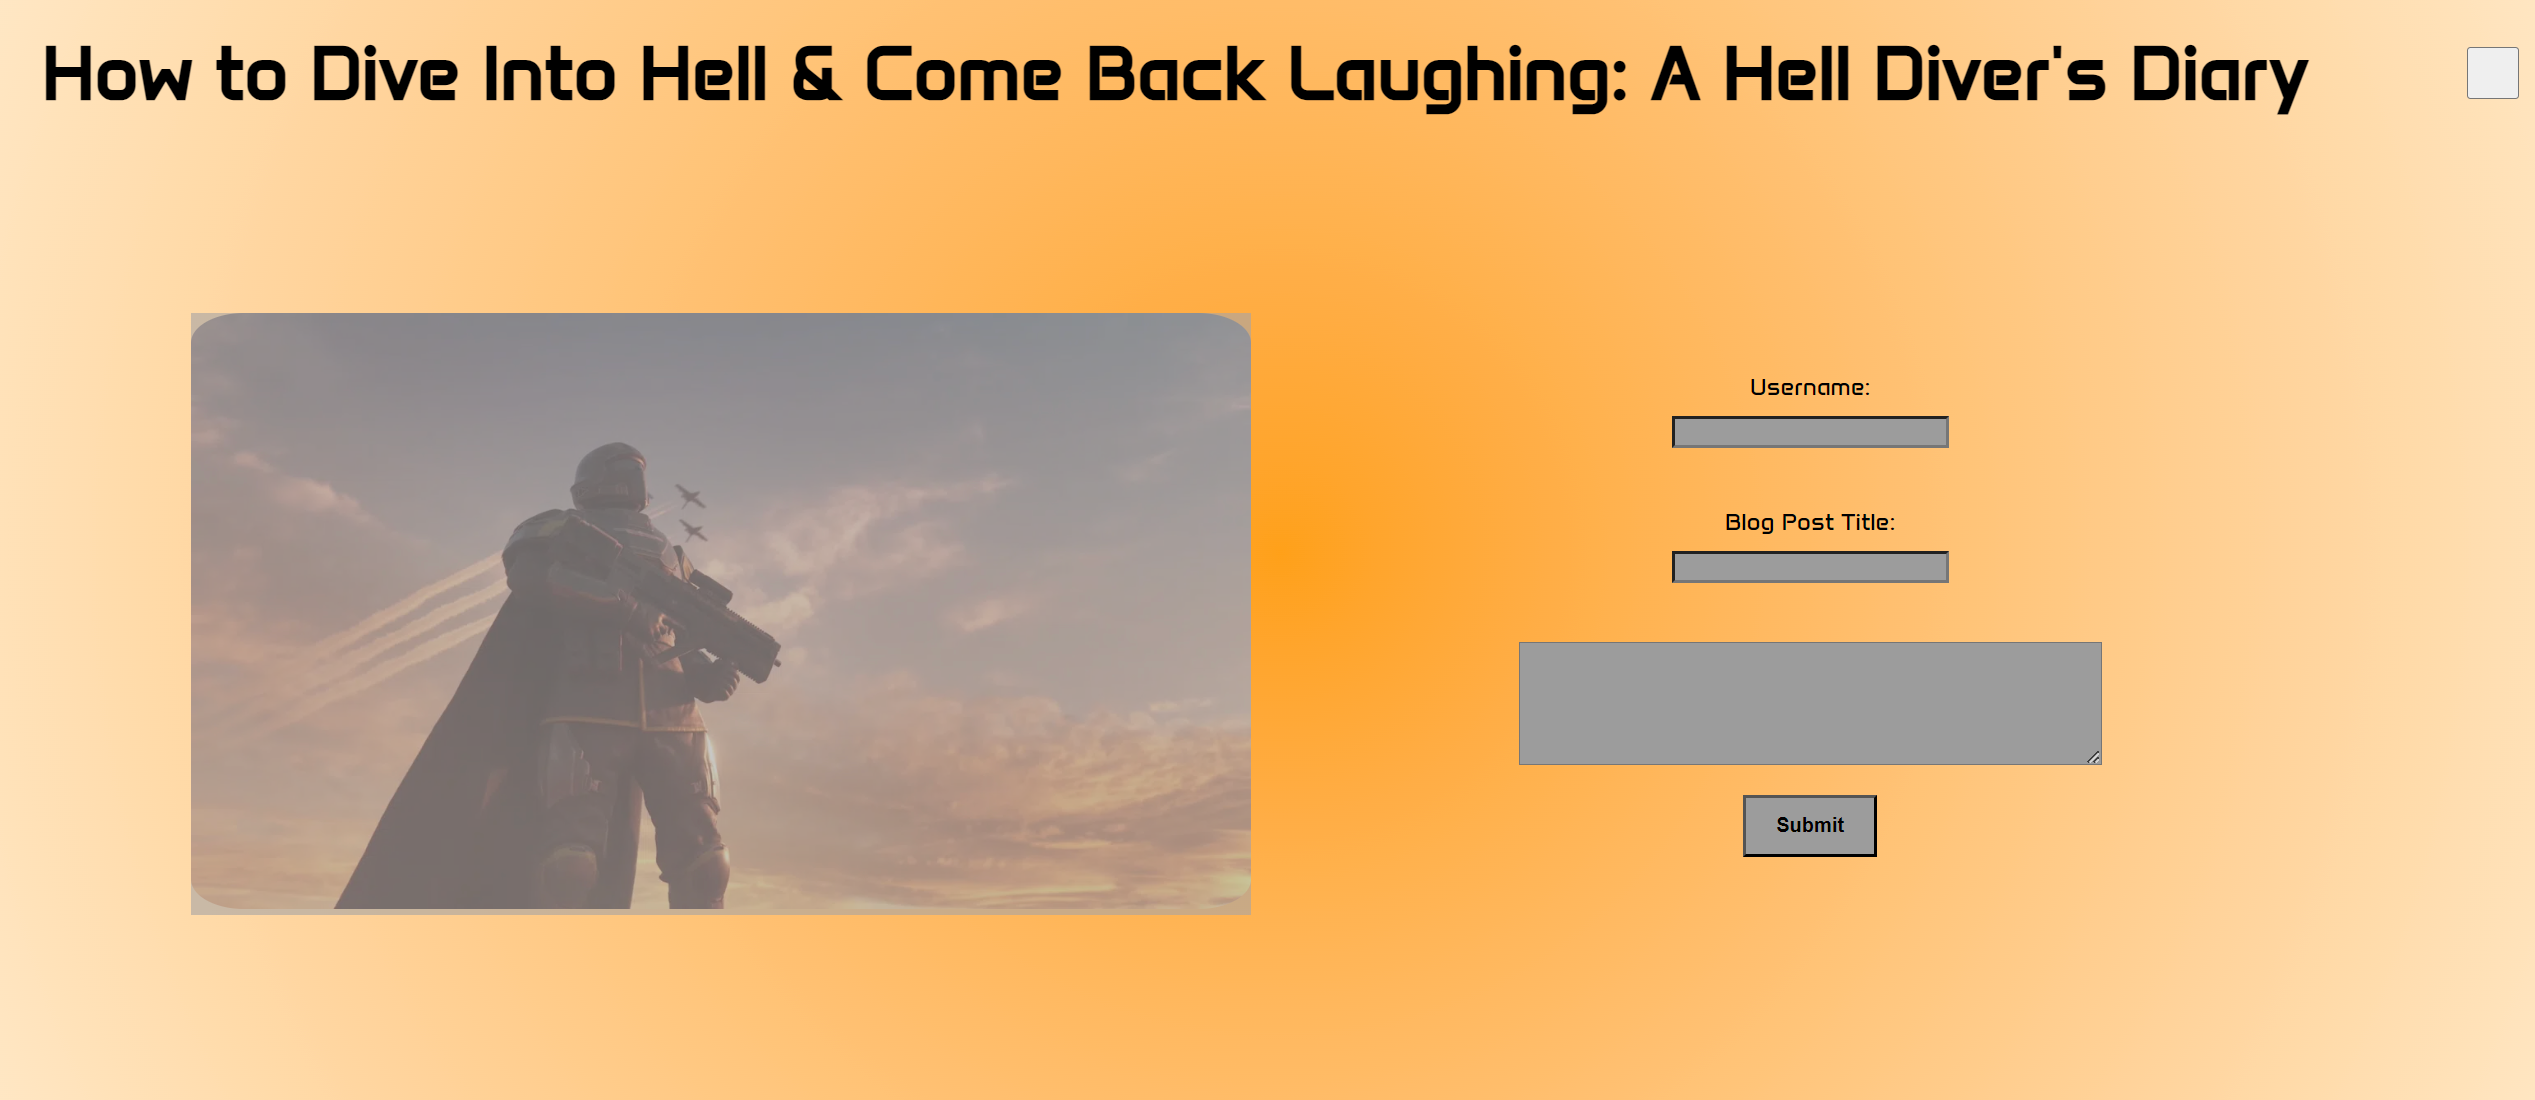 How to Dive Into Hell & Come Back Laughing: A Hell Diver's Diary
Username:
Blog Post Title:
Submit